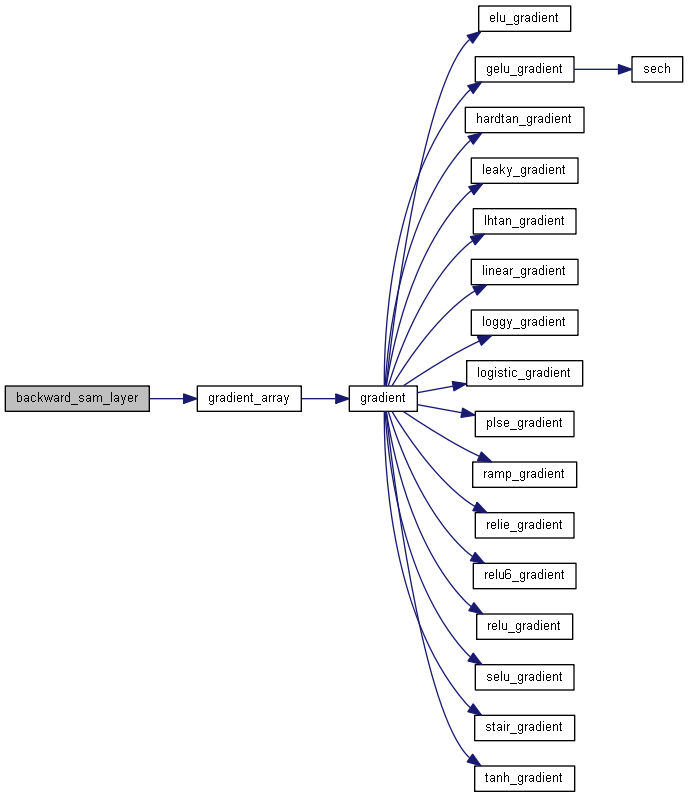 elu_gradient
gelu_gradient
sech
hardtan_gradient
leaky_gradient
lhtan_gradient
linear_gradient
loggy_gradient
logistic_gradient
backward_sam_layer
gradient_array
gradient
plse_gradient
ramp_gradient
relie_gradient
relu6_gradient
relu_gradient
selu_gradient
stair_gradient
tanh_gradient